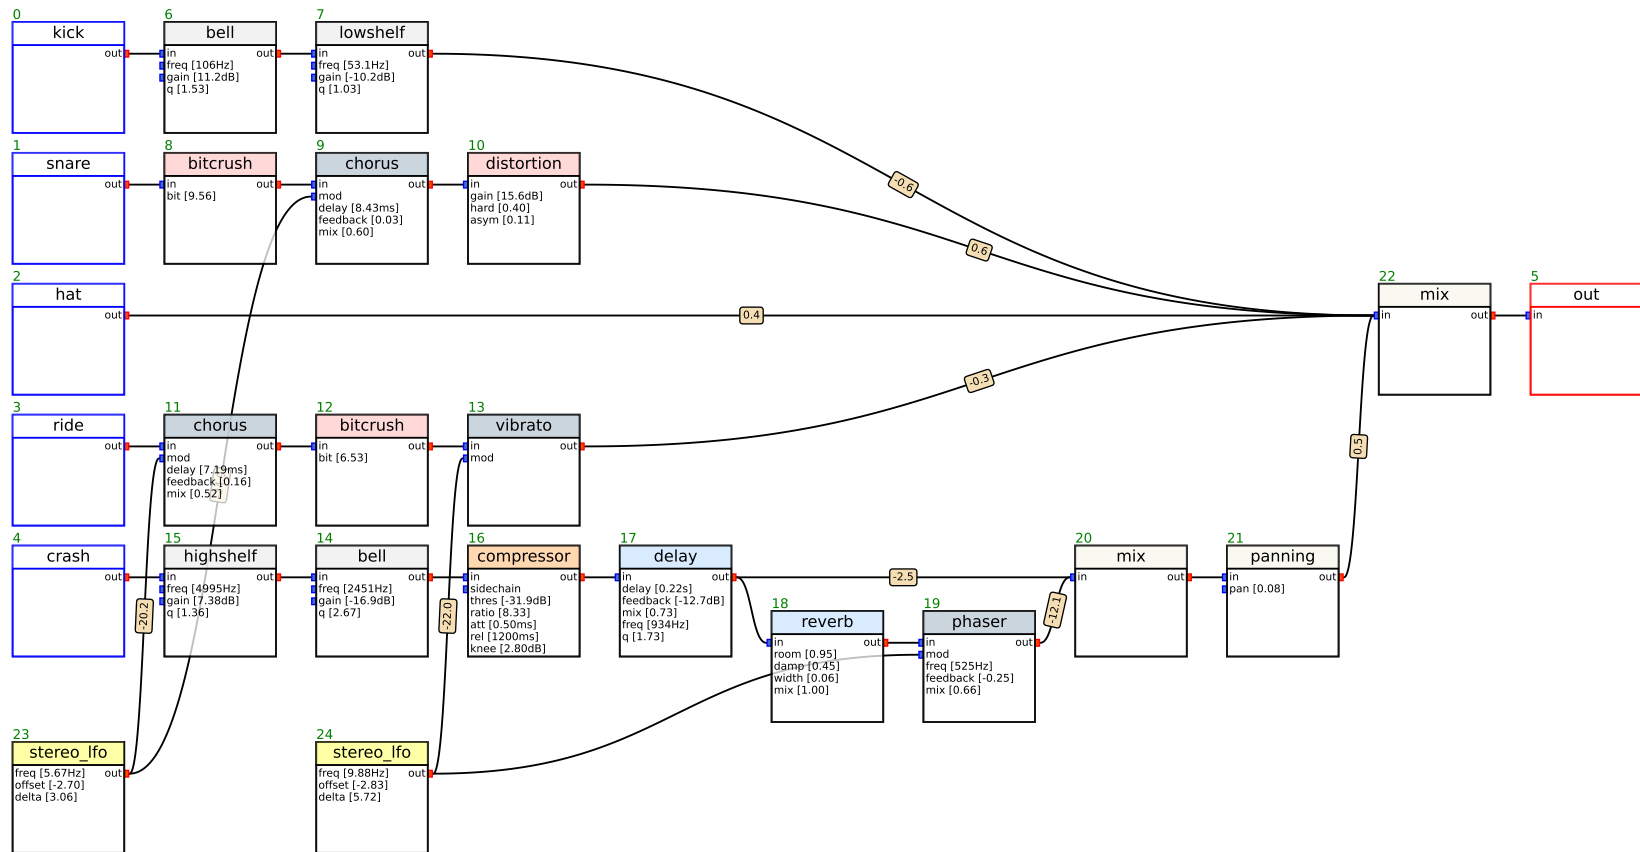 0
kick
out
6
bell
in out
freq [106Hz]
gain [11.2dB]
q [1.53]
7
lowshelf
in out
freq [53.1Hz]
gain [-10.2dB]
q [1.03]
1
snare
out
8
bitcrush
in out
bit [9.56]
9
chorus
in out
mod
delay [8.43ms]
feedback [0.03]
mix [0.60]
10
distortion
in out
gain [15.6dB]
hard [0.40]
asym [0.11]
-0.6
0.6
2
hat
out
0.4
22
mix
in out
5
out
in
-0.3
3
ride
out
11
chorus
in out
mod
delay [7.19ms]
feedback [0.16]
mix [0.52]
12
bitcrush
in out
bit [6.53]
13
vibrato
in out
mod
0.5
4
crash
out
15
highshelf
in out
freq [4995Hz]
gain [7.38dB]
q [1.36]
-20.2
14
bell
in out
freq [2451Hz]
gain [-16.9dB]
q [2.67]
-22.0
16
compressor
in out
sidechain
thres [-31.9dB]
ratio [8.33]
att [0.50ms]
rel [1200ms]
knee [2.80dB]
17
delay
in out
delay [0.22s]
feedback [-12.7dB]
mix [0.73]
freq [934Hz]
q [1.73]
-2.5
18
reverb
in out
room [0.95]
damp [0.45]
width [0.06]
mix [1.00]
19
phaser
in out
mod
freq [525Hz]
feedback [-0.25]
mix [0.66]
-12.1
20
mix
in out
21
panning
in out
pan [0.08]
23
stereo_lfo
freq [5.67Hz] out
offset [-2.70]
delta [3.06]
24
stereo_lfo
freq [9.88Hz] out
offset [-2.83]
delta [5.72]